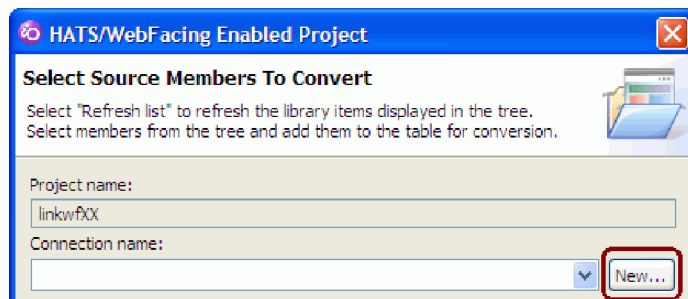 HATS/WebFacing Enabled Project
Select Source Members To Convert
Select "Refresh list" to refresh the library items displayed in the tree.
Select members from the tree and add them to the table for conversion.
Project name:
linkwfXX
Connection name:
New...